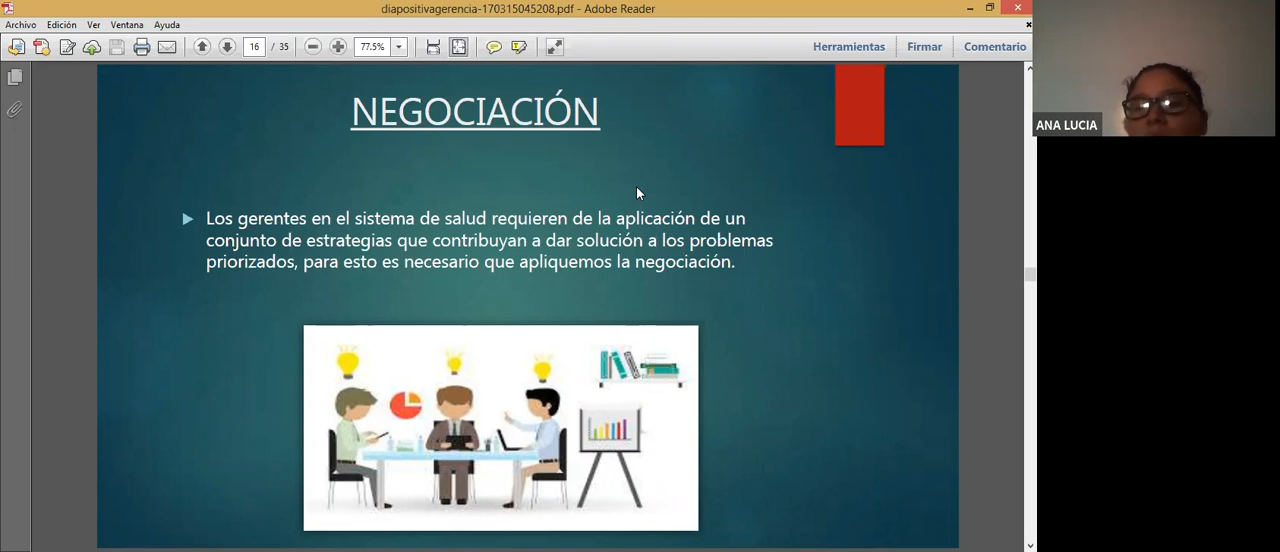 diapositivagerencia-170315045208.pdf - Adobe Reader
Archivo Edición Ver Ventana Ayuda
16 / 35 77.5% Herramientas Firmar Comentario
NEGOCIACIÓN
Los gerentes en el sistema de salud requieren de la aplicación de un
conjunto de estrategias que contribuyan a dar solución a los problemas
priorizados, para esto es necesario que apliquemos la negociación.
ANA LUCIA